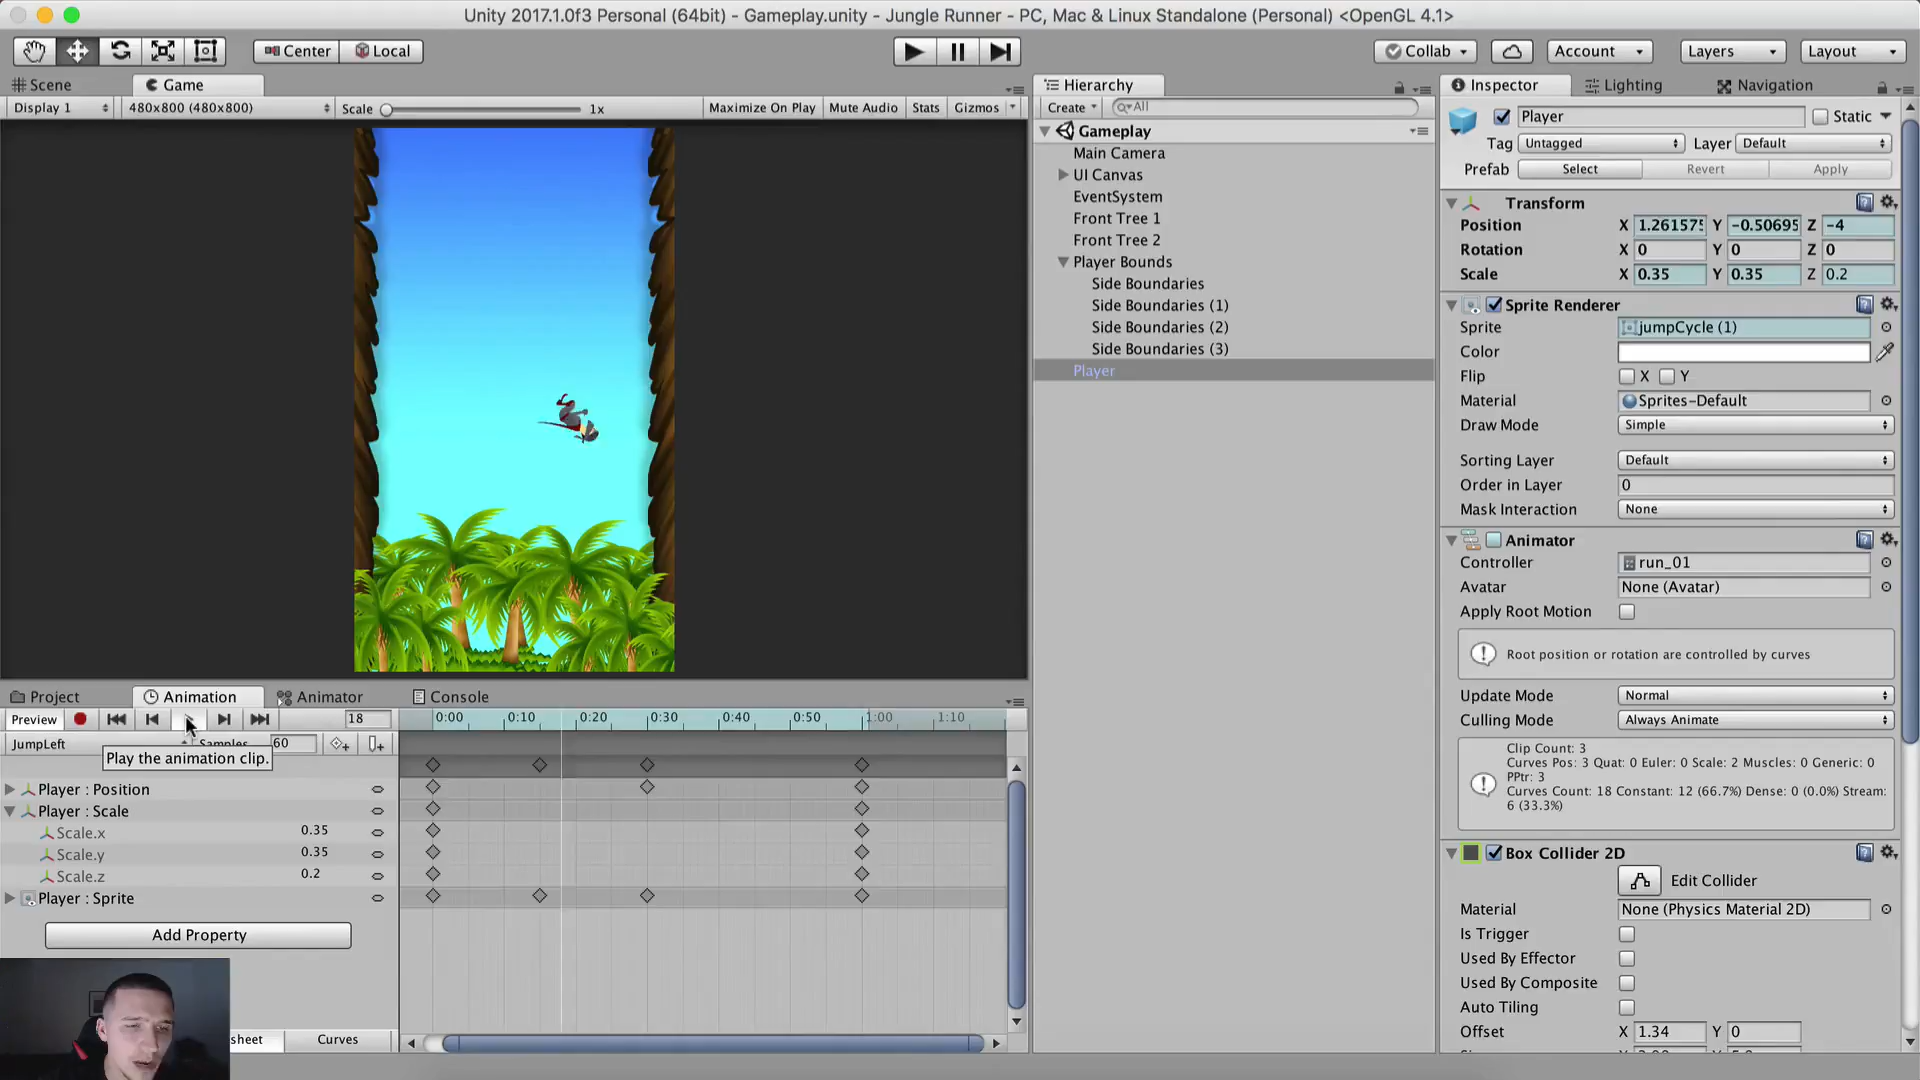 Unity 2017.1.0f3 Personal (64bit) - Gameplay.unity - Jungle Runner - PC, Mac & Linux Standalone (Personal) <OpenGL 4.1>
Center Local Collab Account Layers Layout
Scene Game
Display 1 480x800 (480x800) Scale 1x Maximize On Play Mute Audio Stats Gizmos
Hierarchy
Create All
Gameplay
Main Camera
UI Canvas
EventSystem
Front Tree 1
Front Tree 2
Player Bounds
Side Boundaries
Side Boundaries (1)
Side Boundaries (2)
Side Boundaries (3)
Player
Inspector Lighting Navigation
Player Static
Tag Untagged Layer Default
Prefab Select Revert Apply
Transform
Position X 1.261575 Y -0.50695 Z -4
Rotation X 0 Y 0 Z 0
Scale X 0.35 Y 0.35 Z 0.2
Sprite Renderer
Sprite jumpCycle (1)
Color
Flip X Y
Material Sprites-Default
Draw Mode Simple
Sorting Layer Default
Order in Layer 0
Mask Interaction None
Animator
Controller run_01
Avatar None (Avatar)
Apply Root Motion
Root position or rotation are controlled by curves
Update Mode Normal
Culling Mode Always Animate
Clip Count: 3
Curves Pos: 3 Quat: 0 Euler: 0 Scale: 2 Muscles: 0 Generic: 0
PPtr: 3
Curves Count: 18 Constant: 12 (66.7%) Dense: 0 (0.0%) Stream:
6 (33.3%)
Box Collider 2D
Edit Collider
Material None (Physics Material 2D)
Is Trigger
Used By Effector
Used By Composite
Auto Tiling
Offset X 1.34 Y 0
Project Animation Animator Console
Preview 18 0:00 0:10 0:20 0:30 0:40 0:50 1:00 1:10
JumpLeft Samples 60
Play the animation clip.
Player : Position
Player : Scale
Scale.x 0.35
Scale.y 0.35
Scale.z 0.2
Player : Sprite
Add Property
sheet Curves